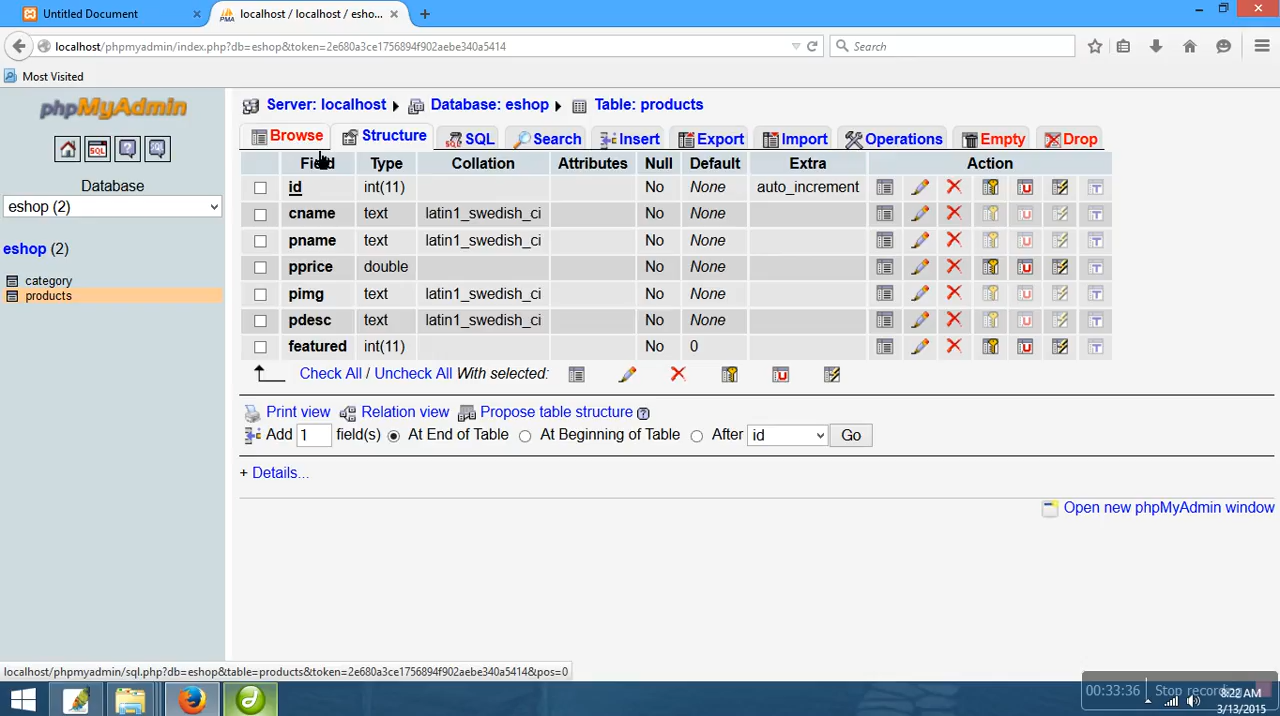 Untitled Document
PMA localhost / localhost / esho...
localhost/phpmyadmin/index.php?db=eshop&token=2e680a3ce1756894f902aebe340a5414
Search
Most Visited
phpMyAdmin
Server: localhost Database: eshop Table: products
Browse Structure SQL Search Insert Export Import Operations Empty Drop
SQL
Database
eshop (2)
eshop (2)
category
products
Field Type Collation Attributes Null Default Extra Action
id int(11) No None auto_increment
cname text latin1_swedish_ci No None
pname text latin1_swedish_ci No None
pprice double No None
pimg text latin1_swedish_ci No None
pdesc text latin1_swedish_ci No None
featured int(11) No 0
Check All / Uncheck All With selected:
Print view Relation view Propose table structure
Add 1 field(s) At End of Table At Beginning of Table After id Go
+ Details...
Open new phpMyAdmin window
localhost/phpmyadmin/sql.php?db=eshop&table=products&token=2e680a3ce1756894f902aebe340a5414&pos=0
00:33:36 Stop recording
8:22 AM
3/13/2015